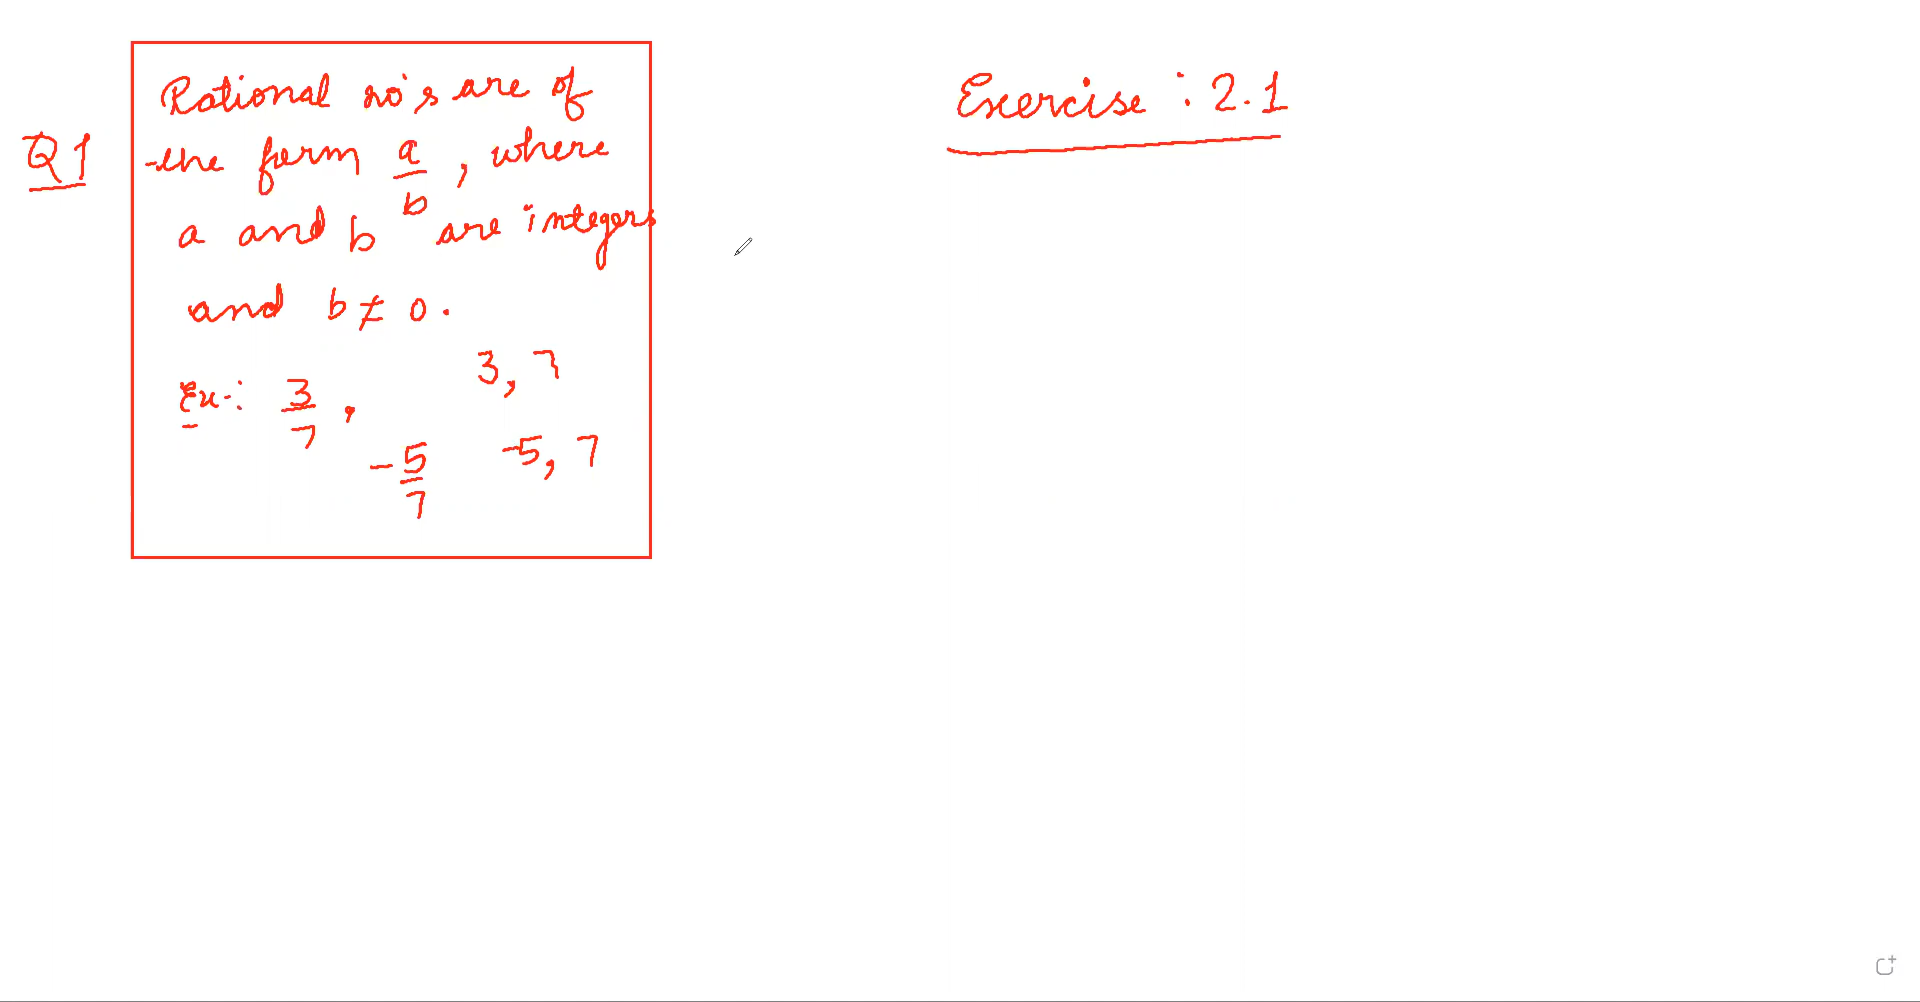 Exercise : 2.1
Q1
Rational no's are of
the form a/b, where
a and b are integers
and b ≠ 0.
3, 7
Ex-: 3/7,
-5/7 -5, 7